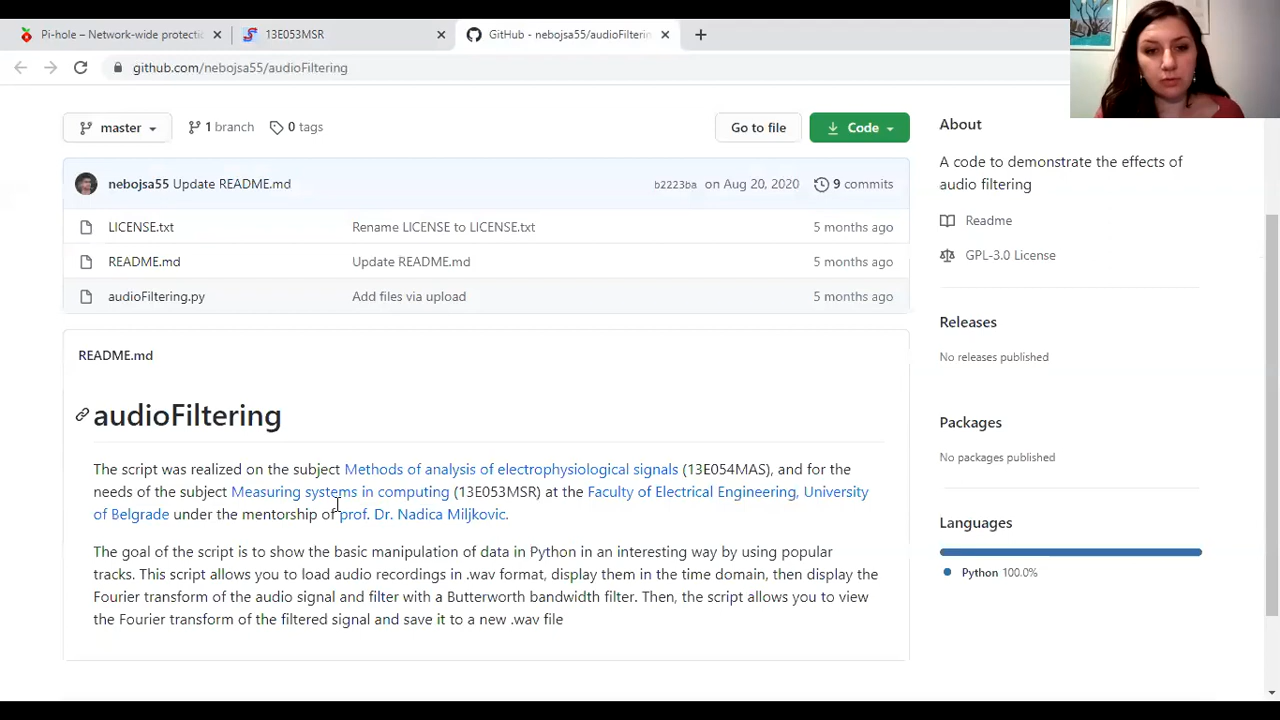 Pi-hole – Network-wide protectic
13E053MSR
GitHub - nebojsa55/audioFilterin
github.com/nebojsa55/audioFiltering
master
1 branch
0 tags
Go to file
Code
nebojsa55 Update README.md
b2223ba on Aug 20, 2020
9 commits
LICENSE.txt
Rename LICENSE to LICENSE.txt
5 months ago
README.md
Update README.md
5 months ago
audioFiltering.py
Add files via upload
5 months ago
README.md
audioFiltering
The script was realized on the subject Methods of analysis of electrophysiological signals (13E054MAS), and for the
needs of the subject Measuring systems in computing (13E053MSR) at the Faculty of Electrical Engineering, University
of Belgrade under the mentorship of prof. Dr. Nadica Miljkovic.
The goal of the script is to show the basic manipulation of data in Python in an interesting way by using popular
tracks. This script allows you to load audio recordings in .wav format, display them in the time domain, then display the
Fourier transform of the audio signal and filter with a Butterworth bandwidth filter. Then, the script allows you to view
the Fourier transform of the filtered signal and save it to a new .wav file
About
A code to demonstrate the effects of
audio filtering
Readme
GPL-3.0 License
Releases
No releases published
Packages
No packages published
Languages
Python 100.0%